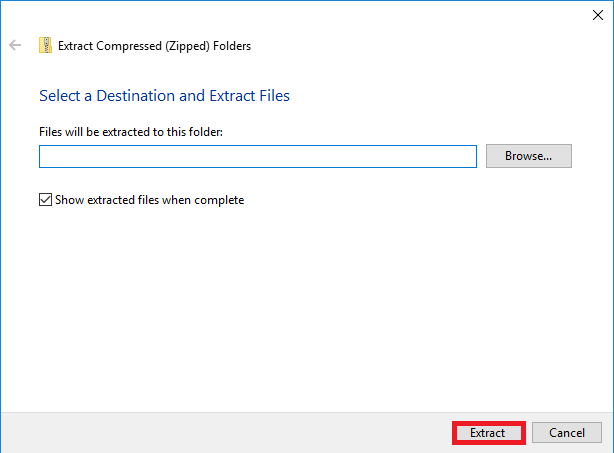 Extract Compressed (Zipped) Folders
Select a Destination and Extract Files
Files will be extracted to this folder:
Browse...
Show extracted files when complete
Extract
Cancel